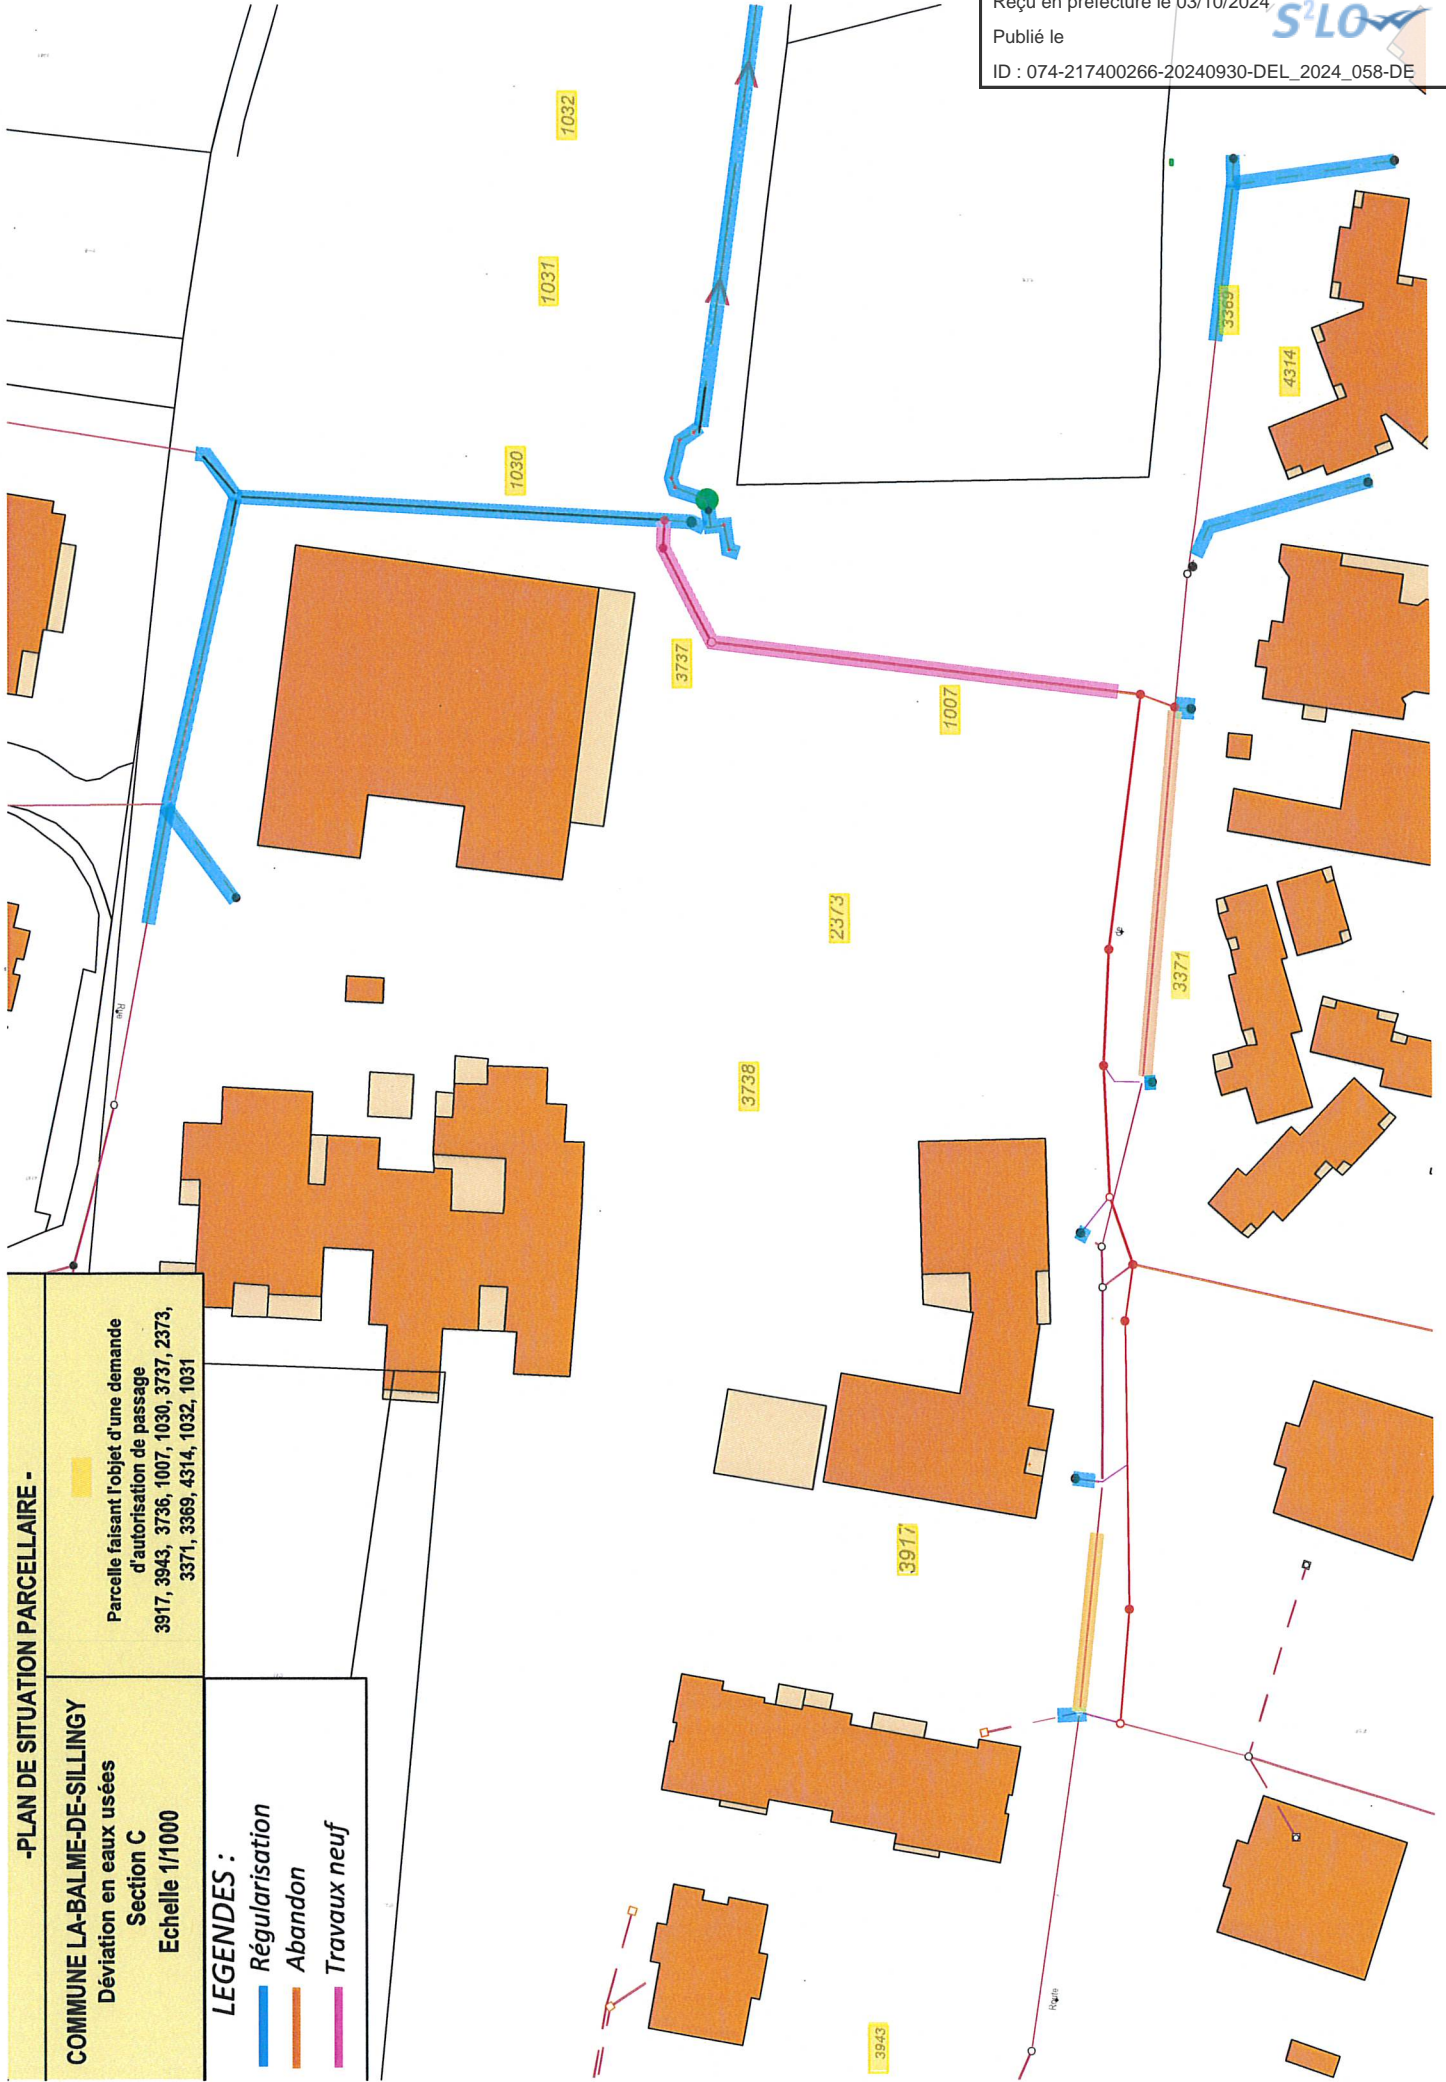 Reçu en préfecture le 03/10/2024
S²LO
Publié le
ID : 074-217400266-20240930-DEL_2024_058-DE
-PLAN DE SITUATION PARCELLAIRE -
COMMUNE LA-BALME-DE-SILLINGY
Déviation en eaux usées
Section C
Echelle 1/1000
Parcelle faisant l'objet d'une demande
d'autorisation de passage
3917, 3943, 3736, 1007, 1030, 3737, 2373,
3371, 3369, 4314, 1032, 1031
LEGENDES :
Régularisation
Abandon
Travaux neuf
1032
1031
1030
3737
1007
2373
3738
3917
3943
3371
3369
4314
Rue
de
Route